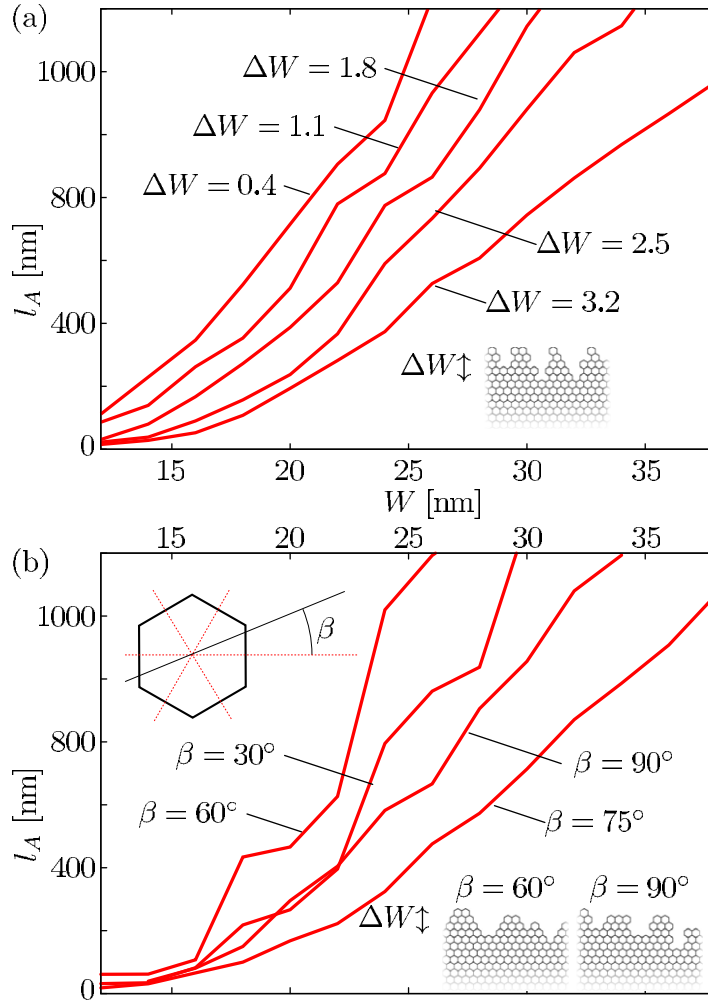 (a)
1000
800
400
0
l_A [nm]
ΔW = 1.8
ΔW = 1.1
ΔW = 0.4
ΔW = 2.5
ΔW = 3.2
ΔW
15 20 25 30 35
W [nm]
15 20 25 30 35
(b)
1000
800
400
0
l_A [nm]
β
β = 30°
β = 60°
β = 90°
β = 75°
β = 60° β = 90°
ΔW